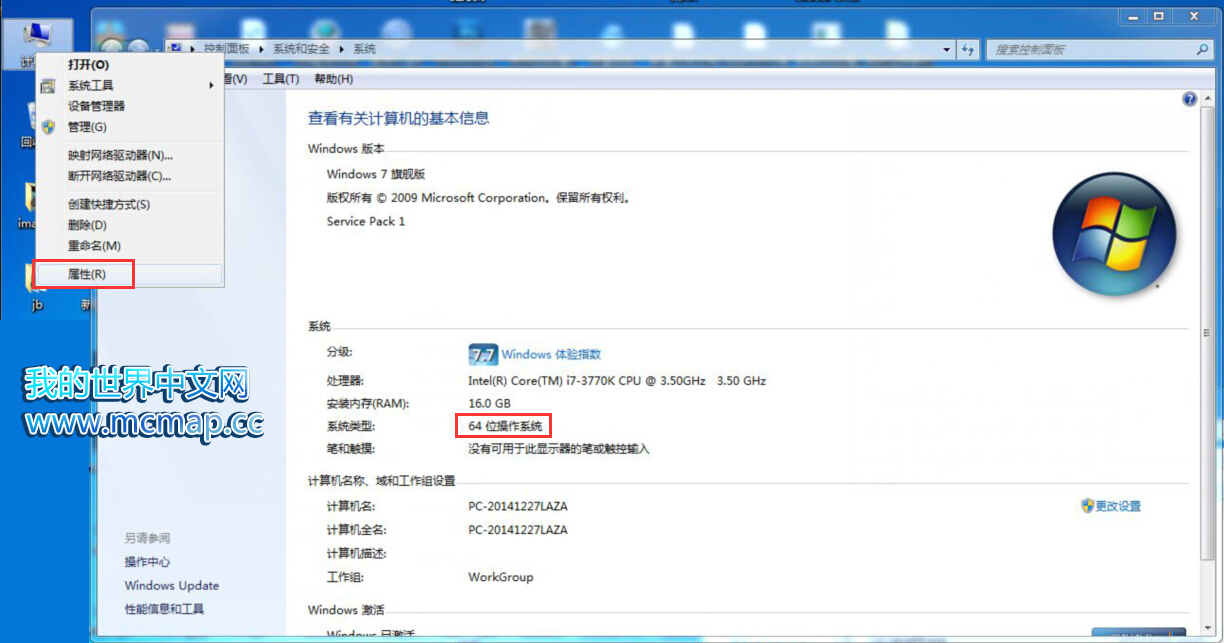 控制面板 ▸ 系统和安全 ▸ 系统
搜索控制面板
(V) 工具(T) 帮助(H)
打开(O)
系统工具
设备管理器
管理(G)
映射网络驱动器(N)...
断开网络驱动器(C)...
创建快捷方式(S)
删除(D)
重命名(M)
属性(R)
jb
新
我的世界中文网
www.mcmap.cc
另请参阅
操作中心
Windows Update
性能信息和工具
查看有关计算机的基本信息
Windows 版本
Windows 7 旗舰版
版权所有 © 2009 Microsoft Corporation。保留所有权利。
Service Pack 1
系统
分级:
7.7 Windows 体验指数
处理器: Intel(R) Core(TM) i7-3770K CPU @ 3.50GHz 3.50 GHz
安装内存(RAM): 16.0 GB
系统类型: 64 位操作系统
笔和触摸: 没有可用于此显示器的笔或触控输入
计算机名称、域和工作组设置
计算机名: PC-20141227LAZA
更改设置
计算机全名: PC-20141227LAZA
计算机描述:
工作组: WorkGroup
Windows 激活
Windows 已激活